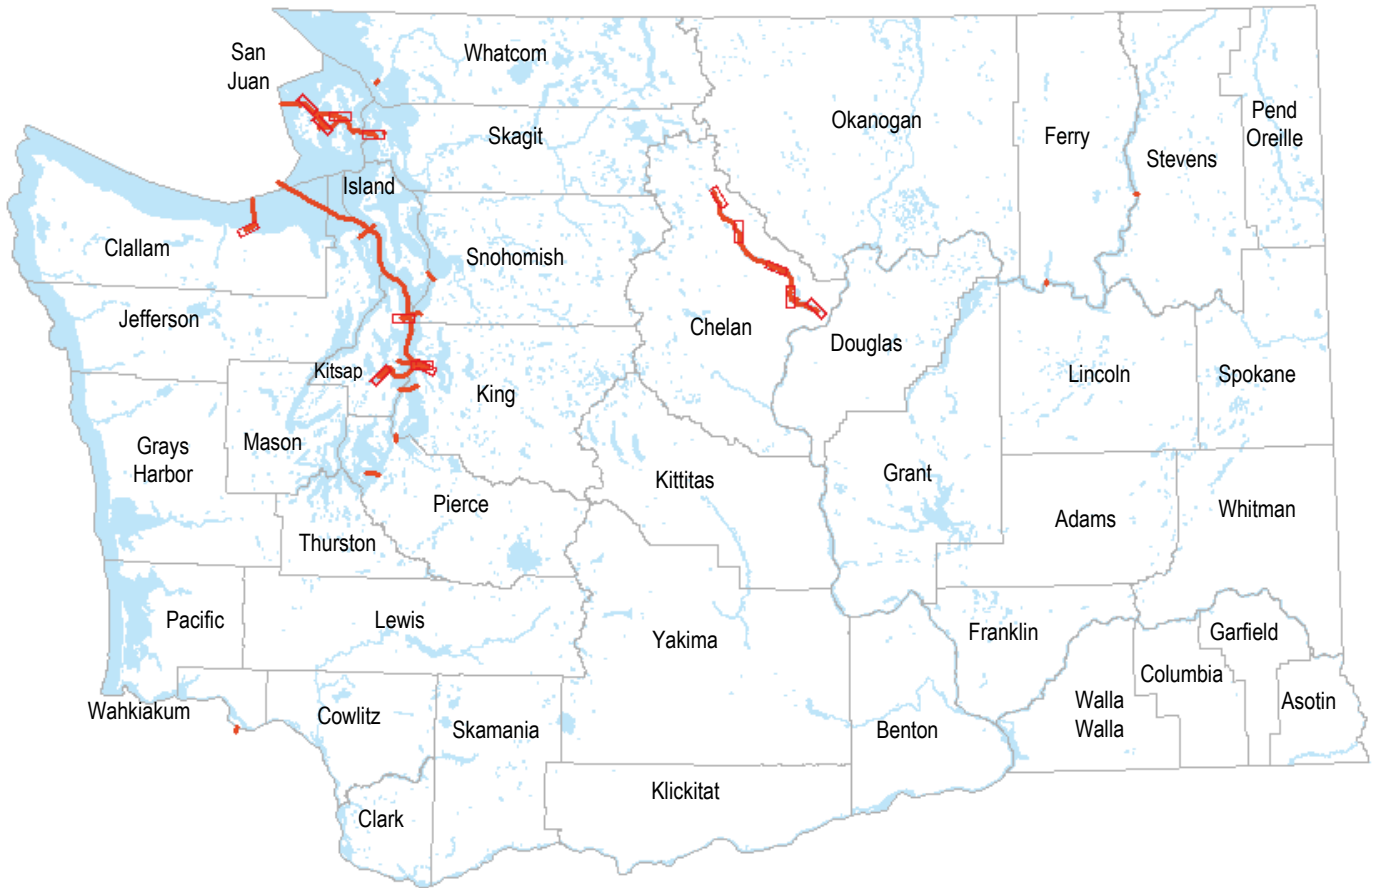 San
Juan
Whatcom
Skagit
Okanogan
Ferry
Stevens
Pend
Oreille
Island
Clallam
Snohomish
Jefferson
Chelan
Douglas
Kitsap
King
Lincoln
Spokane
Grays
Harbor
Mason
Kittitas
Grant
Pierce
Adams
Whitman
Thurston
Pacific
Lewis
Yakima
Franklin
Garfield
Columbia
Wahkiakum
Cowlitz
Skamania
Benton
Walla
Walla
Asotin
Klickitat
Clark